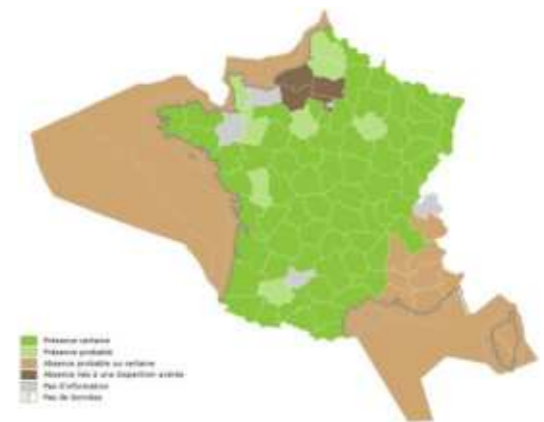 Présence certaine
Présence probable
Absence probable ou certaine
Absence liée à une disparition avérée
Pas d'information
Pas de données